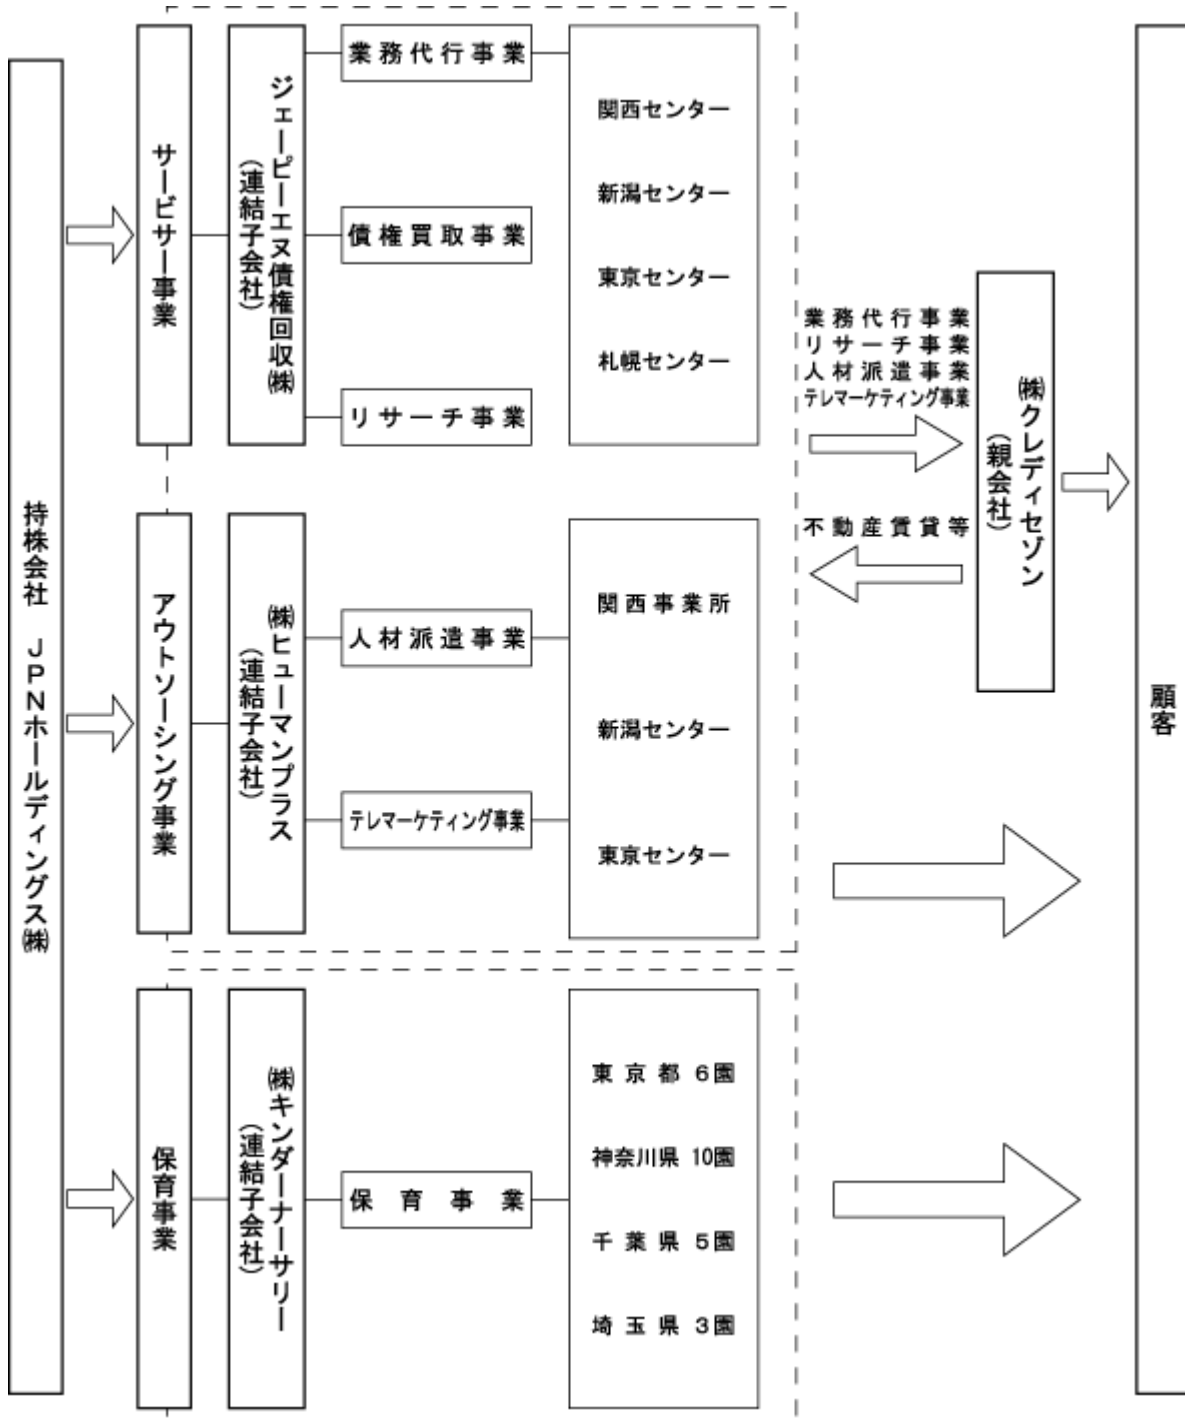 持株会社 JPNホールディングス㈱
サービサー事業
ジェーピーエヌ債権回収㈱
(連結子会社)
業務代行事業
債権買取事業
リサーチ事業
関西センター
新潟センター
東京センター
札幌センター
アウトソーシング事業
㈱ヒューマンプラス
(連結子会社)
人材派遣事業
テレマーケティング事業
関西事業所
新潟センター
東京センター
保育事業
㈱キンダーナーサリー
(連結子会社)
保育事業
東京都 6園
神奈川県 10園
千葉県 5園
埼玉県 3園
業務代行事業
リサーチ事業
人材派遣事業
テレマーケティング事業
不動産賃貸等
㈱クレディセゾン
(親会社)
顧客